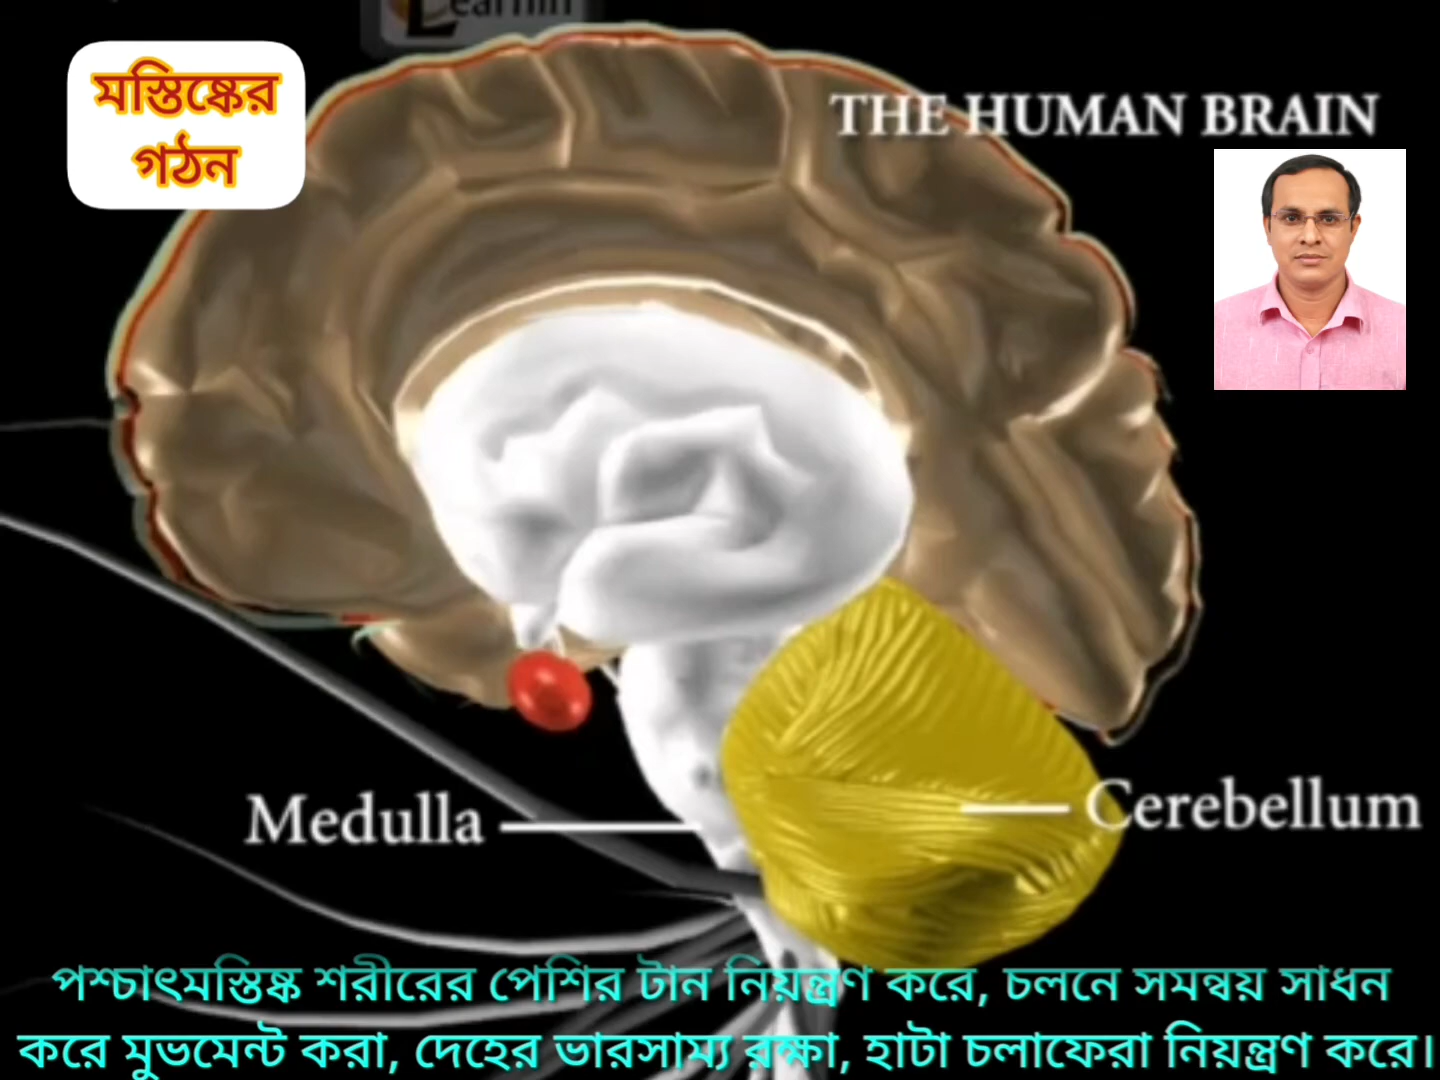 মস্তিষ্কের
গঠন
THE HUMAN BRAIN
Medulla
Cerebellum
পশ্চাৎমস্তিষ্ক শরীরের পেশির টান নিয়ন্ত্রণ করে, চলনে সমন্বয় সাধন
করে মুভমেন্ট করা, দেহের ভারসাম্য রক্ষা, হাটা চলাফেরা নিয়ন্ত্রণ করে।